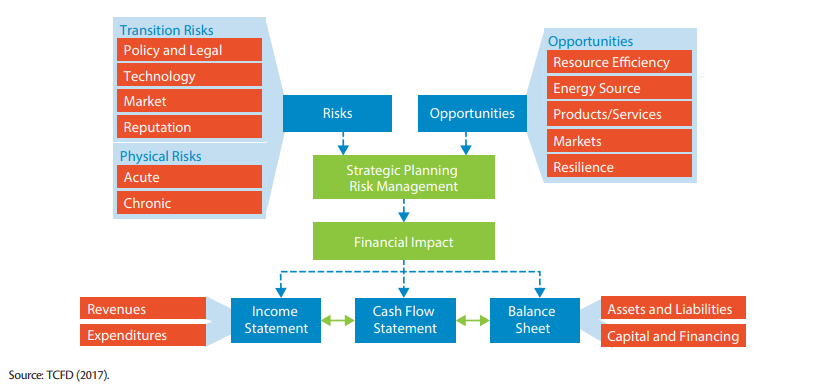 Transition Risks
Policy and Legal
Technology
Market
Reputation
Physical Risks
Acute
Chronic
Risks
Opportunities
Opportunities
Resource Efficiency
Energy Source
Products/Services
Markets
Resilience
Strategic Planning
Risk Management
Financial Impact
Revenues
Expenditures
Income
Statement
Cash Flow
Statement
Balance
Sheet
Assets and Liabilities
Capital and Financing
Source: TCFD (2017).